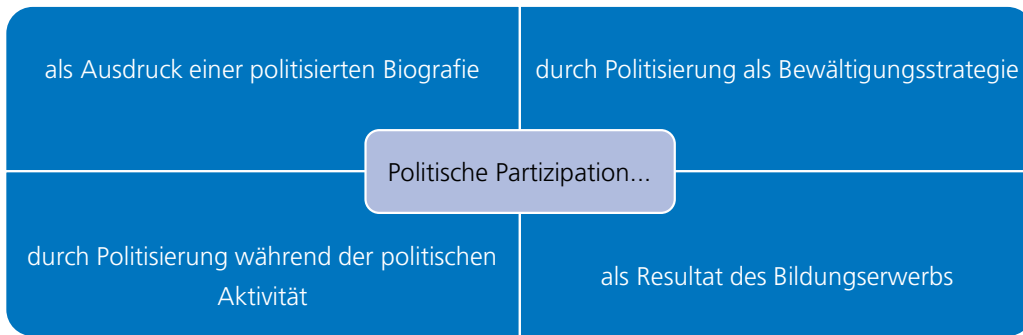 als Ausdruck einer politisierten Biografie
durch Politisierung als Bewältigungsstrategie
Politische Partizipation...
durch Politisierung während der politischen
Aktivität
als Resultat des Bildungserwerbs